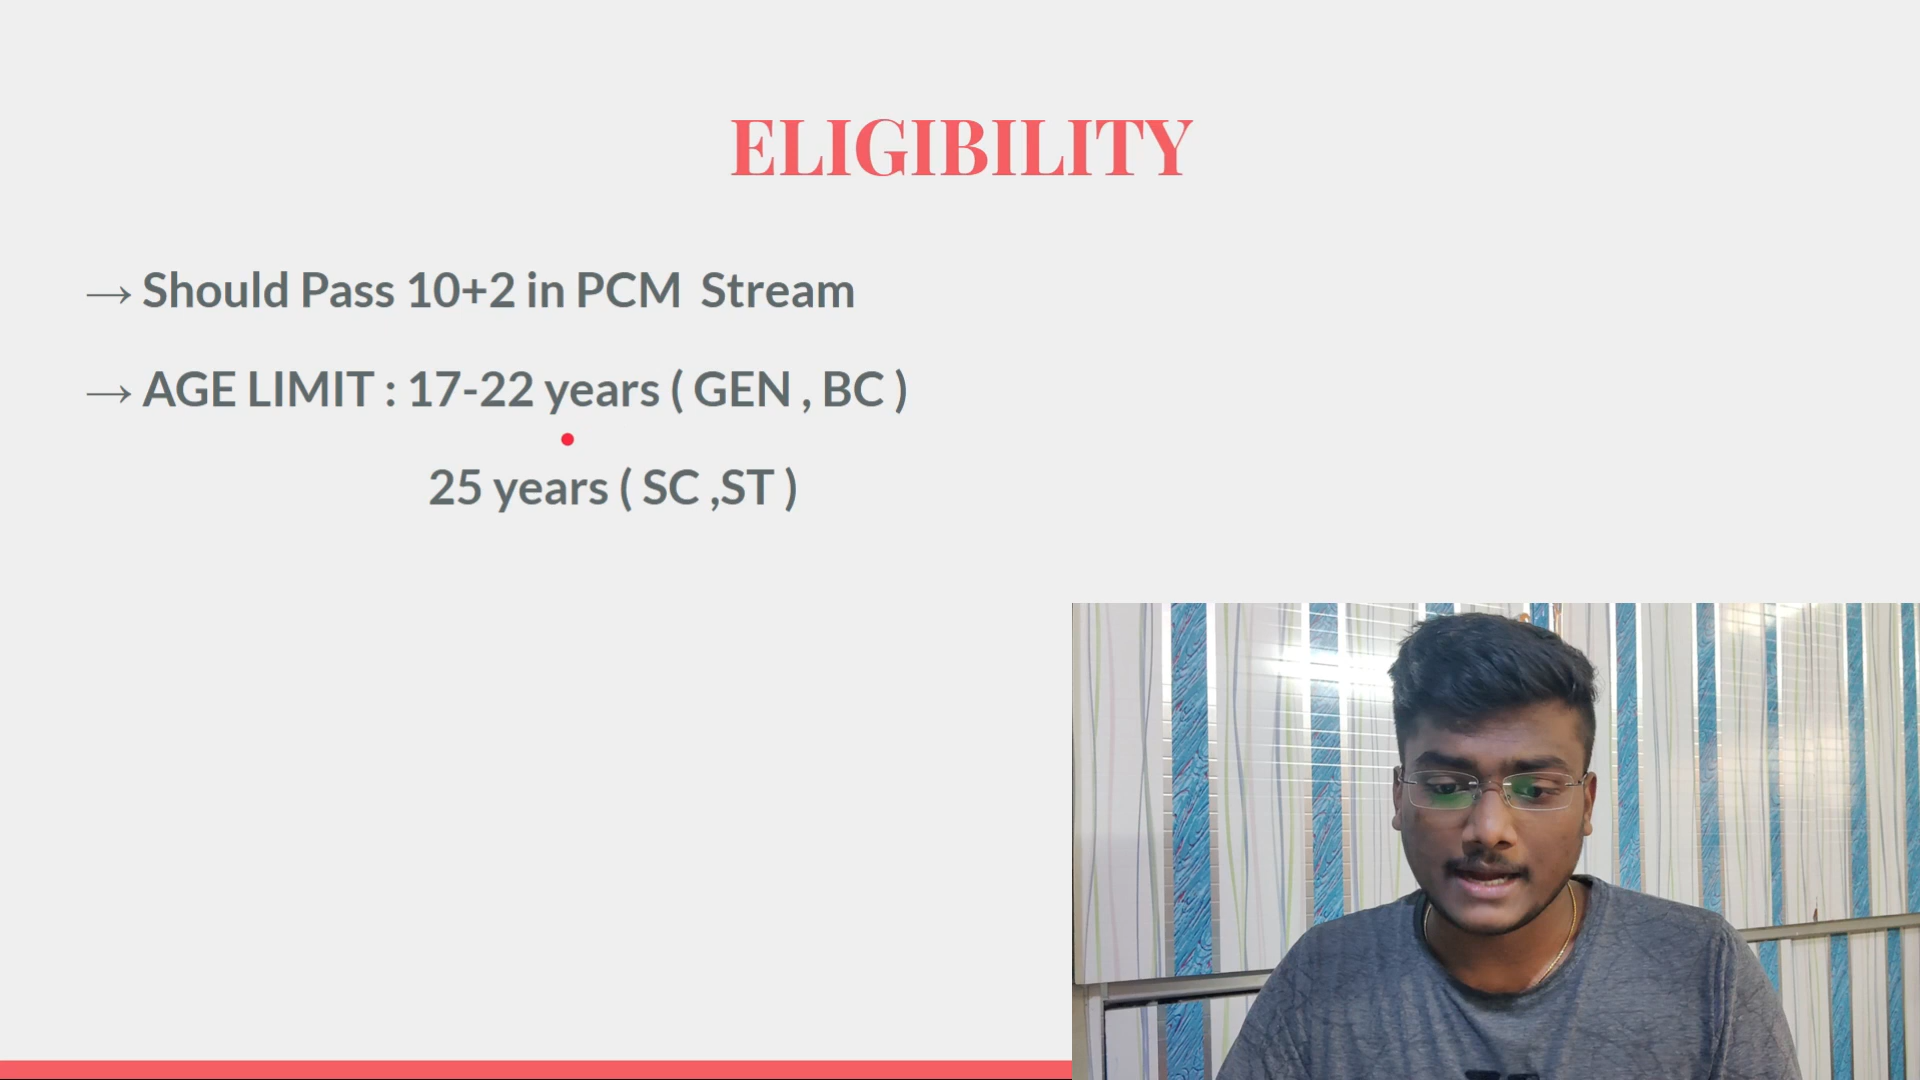 ELIGIBILITY
→ Should Pass 10+2 in PCM Stream
→ AGE LIMIT : 17-22 years ( GEN , BC )
25 years ( SC ,ST )